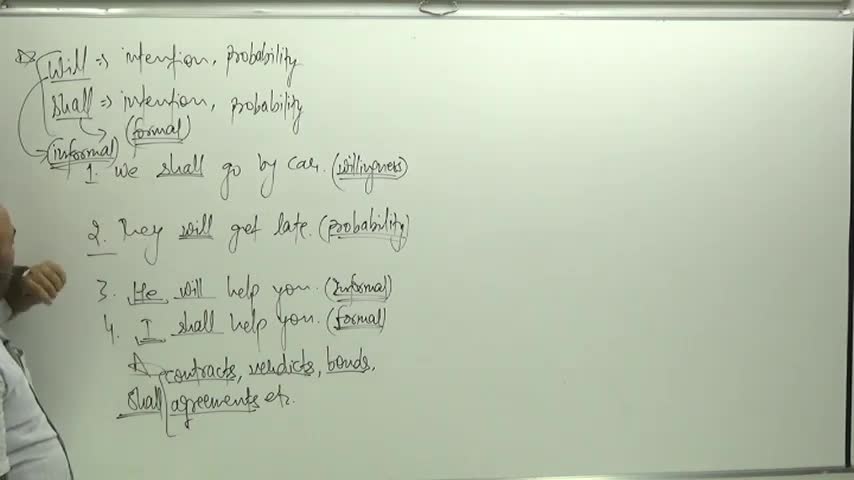 will => intention, probability
shall => intention, probability
(formal)
(informal)
1. we shall go by car. (willingness)
2. They will get late. (probability)
3. He will help you. (Informal)
4. I shall help you. (formal)
contracts, verdicts, bonds,
shall agreements etc.